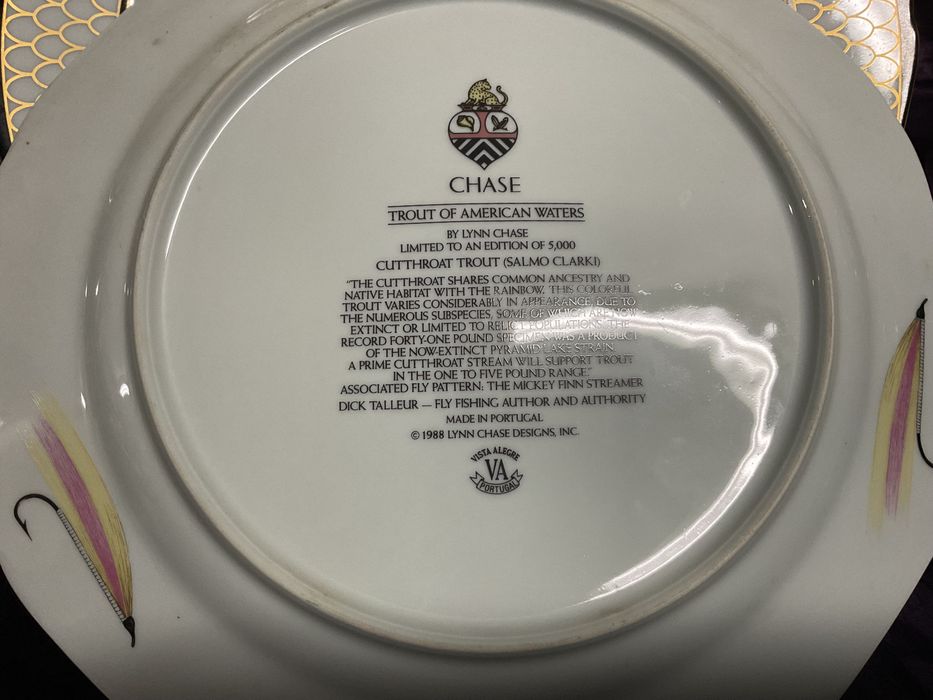 CHASE
TROUT OF AMERICAN WATERS
BY LYNN CHASE
LIMITED TO AN EDITION OF 5,000
CUTTHROAT TROUT (SALMO CLARKI)
"THE CUTTHROAT SHARES COMMON ANCESTRY AND
NATIVE HABITAT WITH THE RAINBOW. THIS COLORFUL
TROUT VARIES CONSIDERABLY IN APPEARANCE, DUE TO
THE NUMEROUS SUBSPECIES, SOME OF WHICH ARE NOW
EXTINCT OR LIMITED TO RELICT POPULATIONS. THE
RECORD FORTY-ONE POUND SPECIMEN WAS A PRODUCT
OF THE NOW-EXTINCT PYRAMID LAKE STRAIN.
A PRIME CUTTHROAT STREAM WILL SUPPORT TROUT
IN THE ONE TO FIVE POUND RANGE."
ASSOCIATED FLY PATTERN: THE MICKEY FINN STREAMER
DICK TALLEUR — FLY FISHING AUTHOR AND AUTHORITY
MADE IN PORTUGAL
© 1988 LYNN CHASE DESIGNS, INC.
VISTA ALEGRE
VA
PORTUGAL